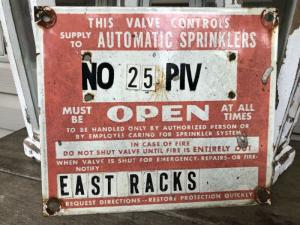 THIS VALVE CONTROLS
SUPPLY TO AUTOMATIC SPRINKLERS
NO 25 PIV
MUST BE OPEN AT ALL TIMES
TO BE HANDLED ONLY BY AUTHORIZED PERSON OR
BY EMPLOYEE CARING FOR SPRINKLER SYSTEM
IN CASE OF FIRE
DO NOT SHUT VALVE UNTIL FIRE IS ENTIRELY OUT
WHEN VALVE IS SHUT FOR EMERGENCY-REPAIRS-OR FIRE-
NOTIFY:
EAST RACKS
REQUEST DIRECTIONS--RESTORE PROTECTION QUICKLY